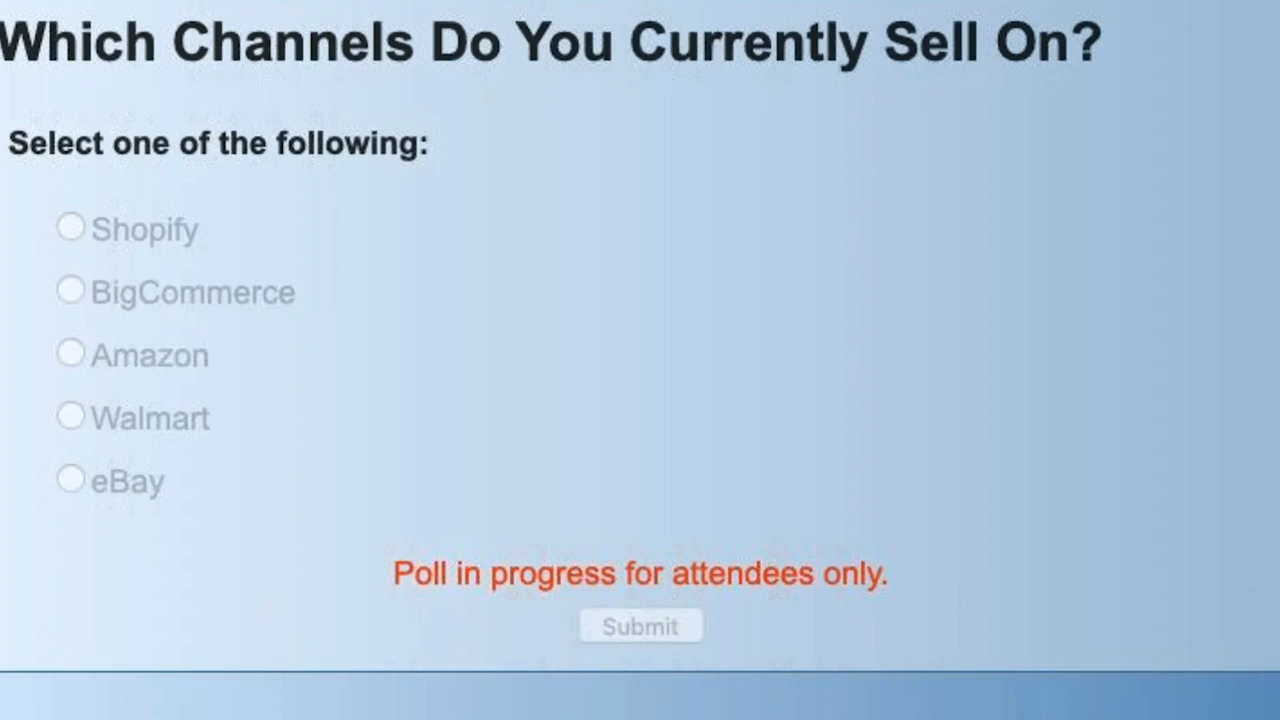 Which Channels Do You Currently Sell On?
Select one of the following:
Shopify
BigCommerce
Amazon
Walmart
eBay
Poll in progress for attendees only.
Submit